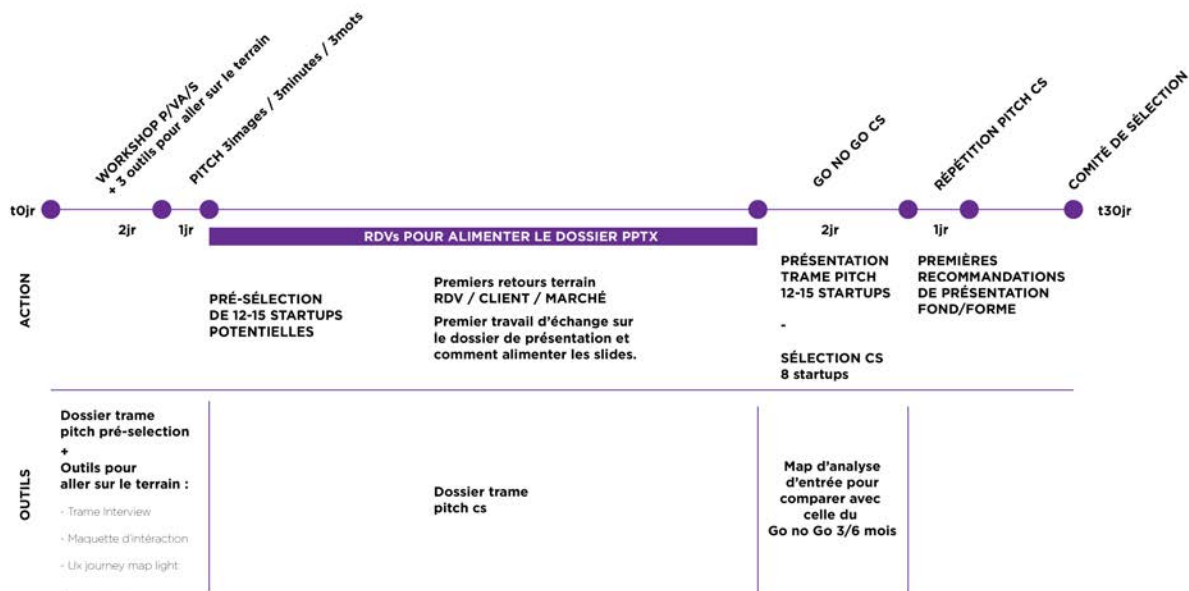 WORKSHOP P/VA/S
+ 3 outils pour aller sur le terrain
PITCH 3images / 3minutes / 3mots
GO NO GO CS
RÉPÉTITION PITCH CS
COMITÉ DE SÉLECTION
t0jr
t30jr
2jr
1jr
2jr
1jr
RDVs POUR ALIMENTER LE DOSSIER PPTX
ACTION
PRÉ-SÉLECTION
DE 12-15 STARTUPS
POTENTIELLES
Premiers retours terrain
RDV / CLIENT / MARCHÉ
Premier travail d'échange sur
le dossier de présentation et
comment alimenter les slides.
PRÉSENTATION
TRAME PITCH
12-15 STARTUPS
-
SÉLECTION CS
8 startups
PREMIÈRES
RECOMMANDATIONS
DE PRÉSENTATION
FOND/FORME
OUTILS
Dossier trame
pitch pré-selection
+
Outils pour
aller sur le terrain :
- Trame Interview
- Maquette d'intéraction
- Ux journey map light
Dossier trame
pitch cs
Map d'analyse
d'entrée pour
comparer avec
celle du
Go no Go 3/6 mois